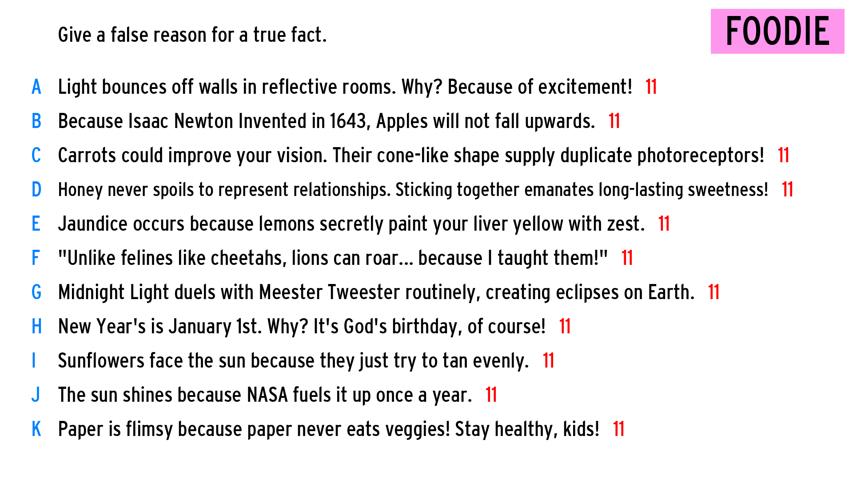 Give a false reason for a true fact.
FOODIE
A Light bounces off walls in reflective rooms. Why? Because of excitement! 11
B Because Isaac Newton Invented in 1643, Apples will not fall upwards. 11
C Carrots could improve your vision. Their cone-like shape supply duplicate photoreceptors! 11
D Honey never spoils to represent relationships. Sticking together emanates long-lasting sweetness! 11
E Jaundice occurs because lemons secretly paint your liver yellow with zest. 11
F "Unlike felines like cheetahs, lions can roar... because I taught them!" 11
G Midnight Light duels with Meester Tweester routinely, creating eclipses on Earth. 11
H New Year's is January 1st. Why? It's God's birthday, of course! 11
I Sunflowers face the sun because they just try to tan evenly. 11
J The sun shines because NASA fuels it up once a year. 11
K Paper is flimsy because paper never eats veggies! Stay healthy, kids! 11